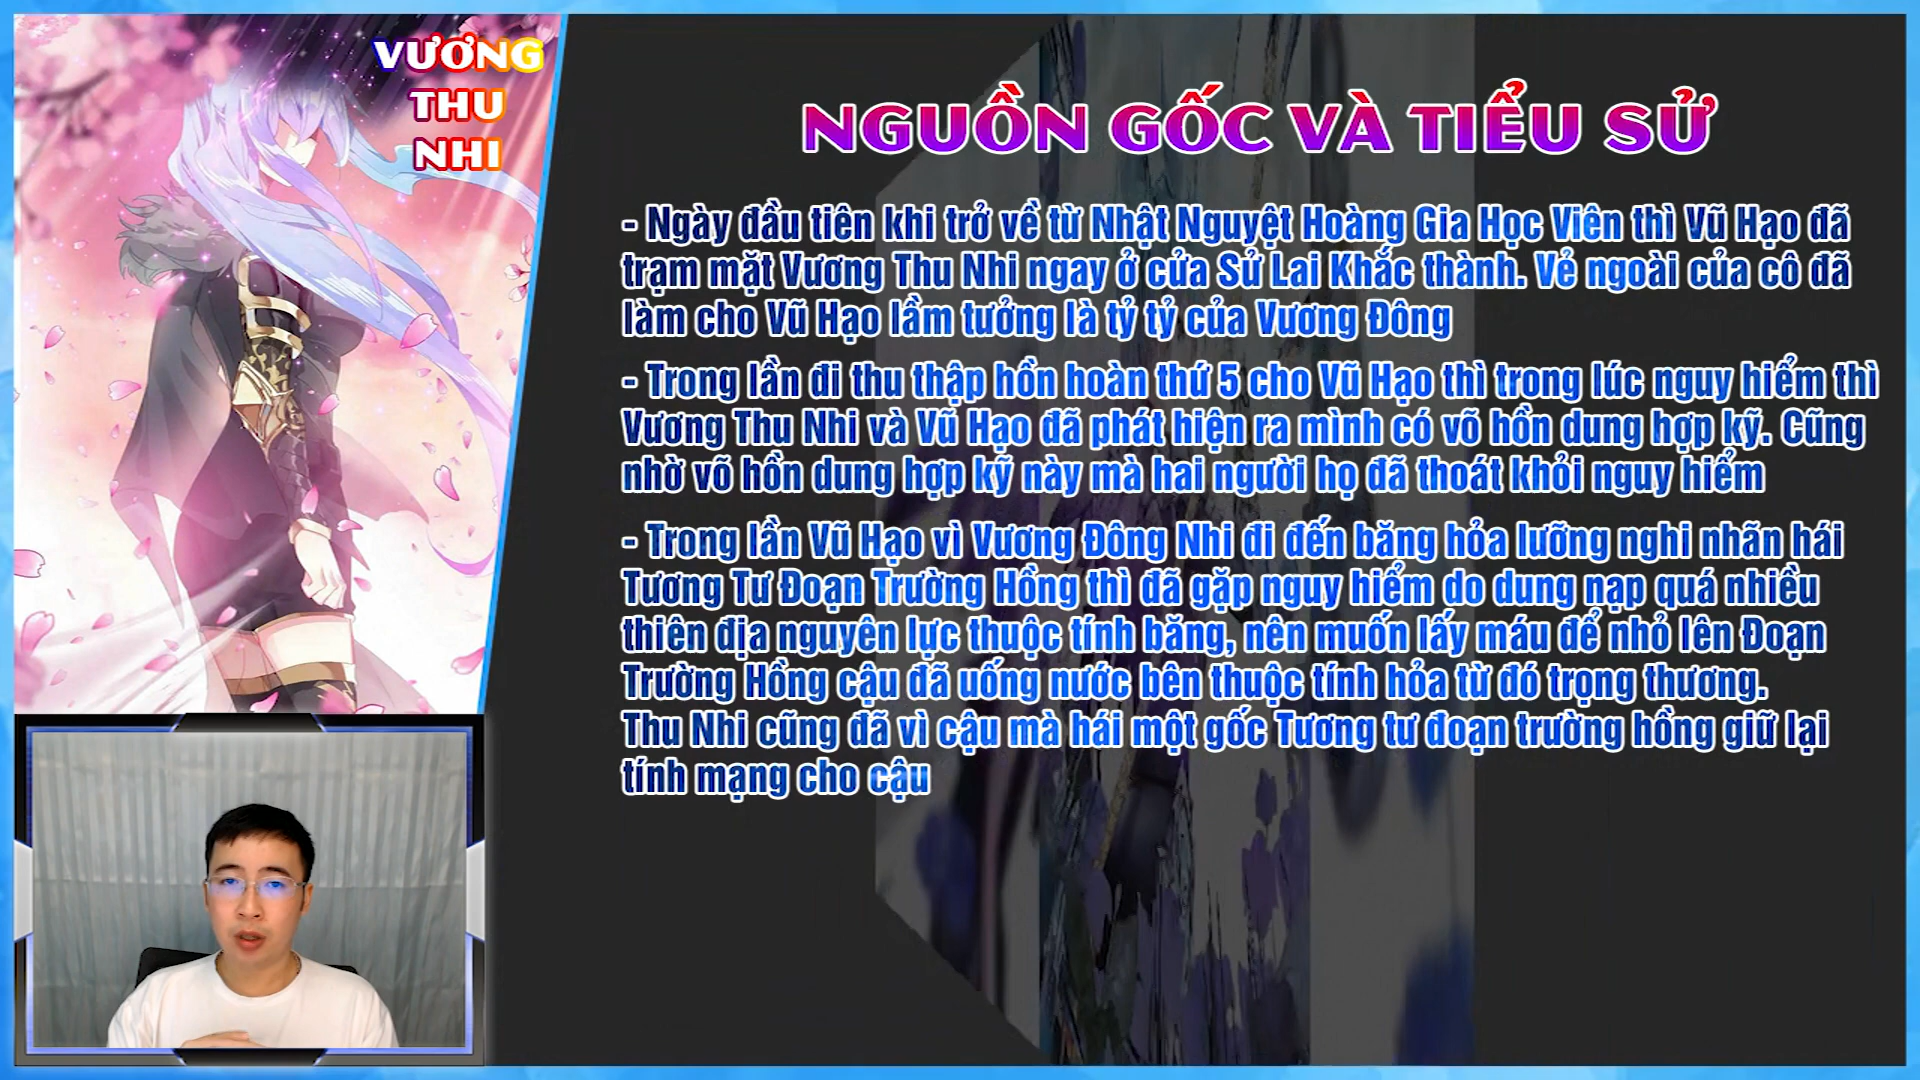 VƯƠNG
THU
NHI
NGUỒN GỐC VÀ TIỂU SỬ
- Ngày đầu tiên khi trở về từ Nhật Nguyệt Hoàng Gia Học Viên thì Vũ Hạo đã
trạm mặt Vương Thu Nhi ngay ở của Sử Lai Khắc thành. Vẻ ngoài của cô đã
làm cho Vũ Hạo lầm tưởng là tỷ tỷ của Vương Đông
- Trong lần đi thu thập hồn hoàn thứ 5 cho Vũ Hạo thì trong lúc nguy hiểm thì
Vương Thu Nhi và Vũ Hạo đã phát hiện ra mình có võ hồn dung hợp kỹ. Cũng
nhờ võ hồn dung hợp kỹ này mà hai người họ đã thoát khỏi nguy hiểm
- Trong lần Vũ Hạo vì Vương Đông Nhi đi đến băng hỏa lưỡng nghi nhãn hái
Tương Tư Đoạn Trường Hồng thì đã gặp nguy hiểm do dung nạp quá nhiều
thiên địa nguyên lực thuộc tính băng, nên muốn lấy máu để nhỏ lên Đoạn
Trường Hồng cậu đã uống nước bên thuộc tính hỏa từ đó trọng thương.
Thu Nhi cũng đã vì cậu mà hái một gốc Tương tư đoạn trường hồng giữ lại
tính mạng cho cậu